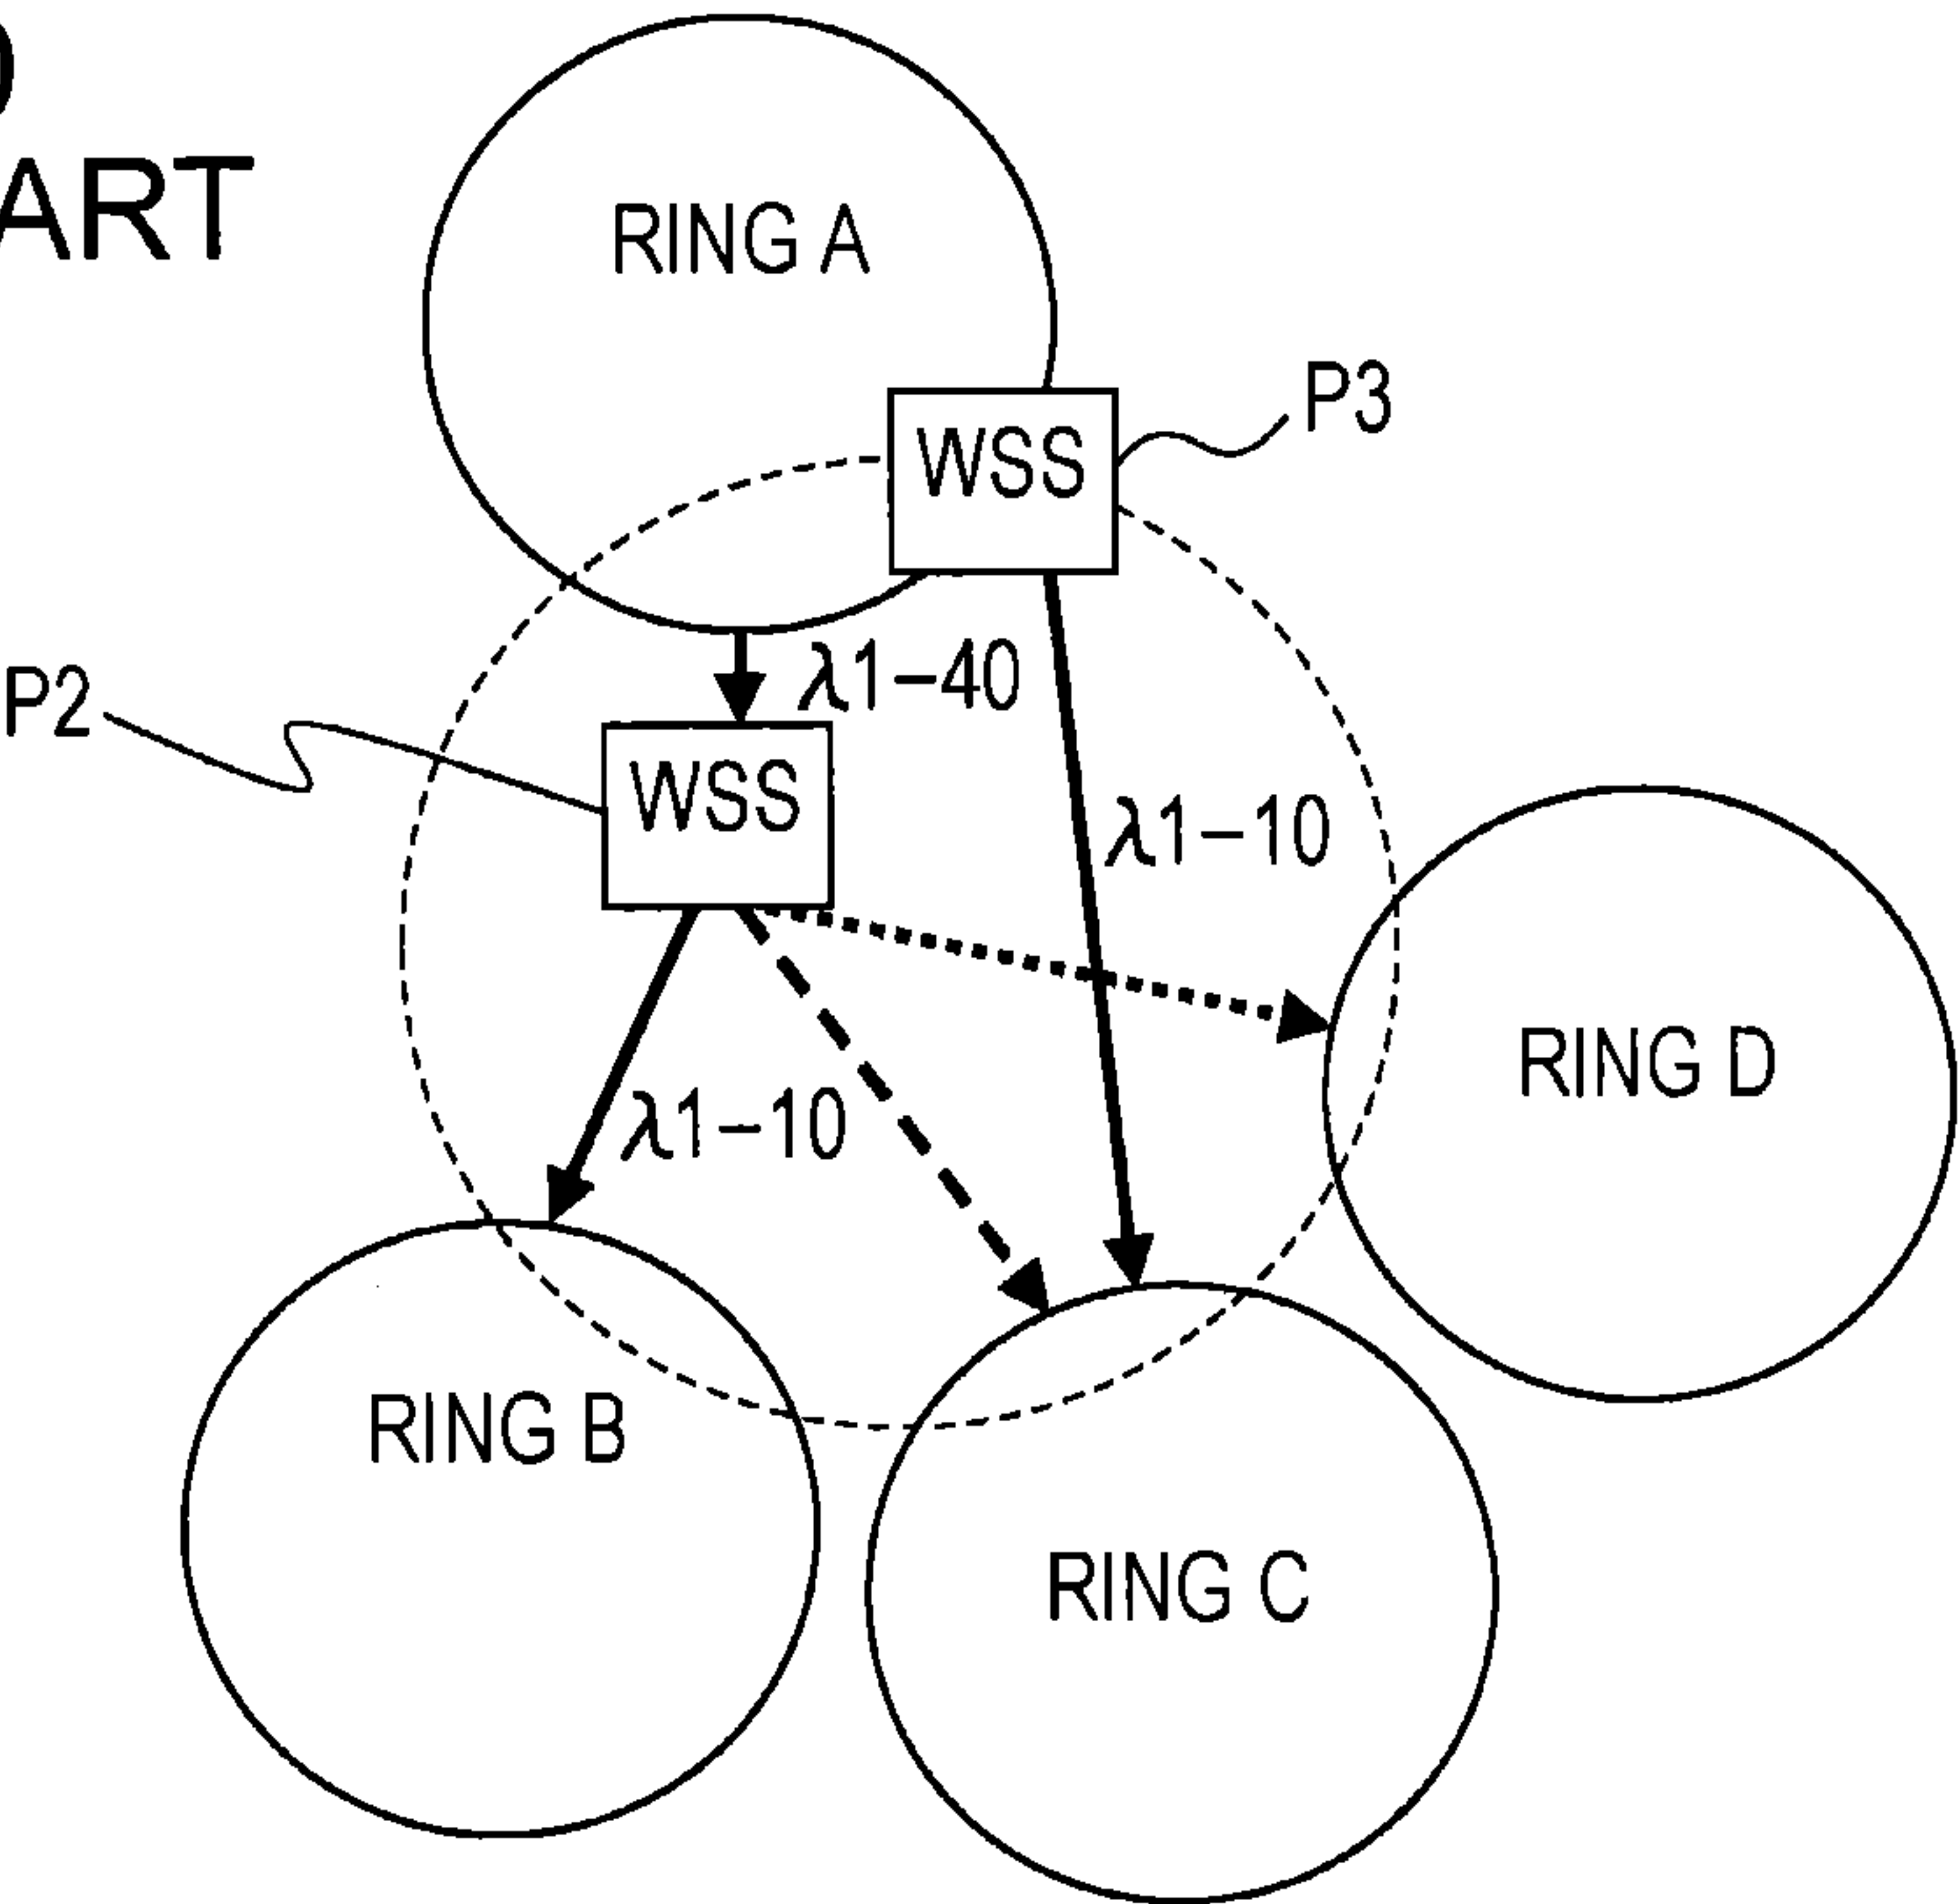 ART
RING A
WSS
P3
λ1–40
P2
WSS
λ1–10
RING D
λ1–10
RING B
RING C